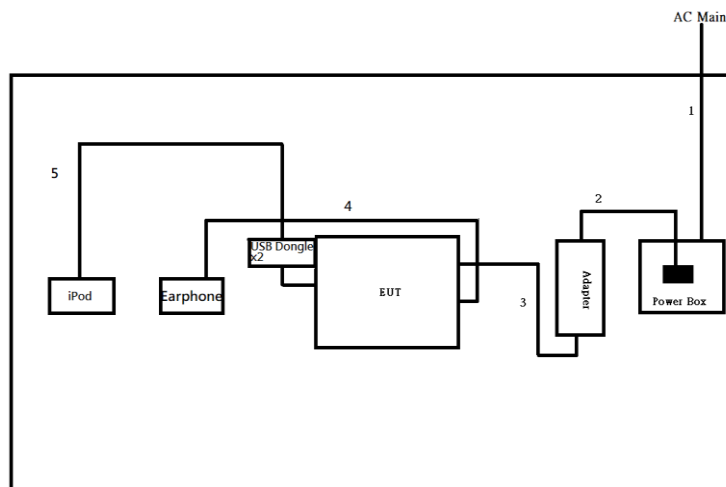 AC Main
1
5
4
2
USB Dongle
x2
iPod
Earphone
EUT
3
Adapter
Power Box